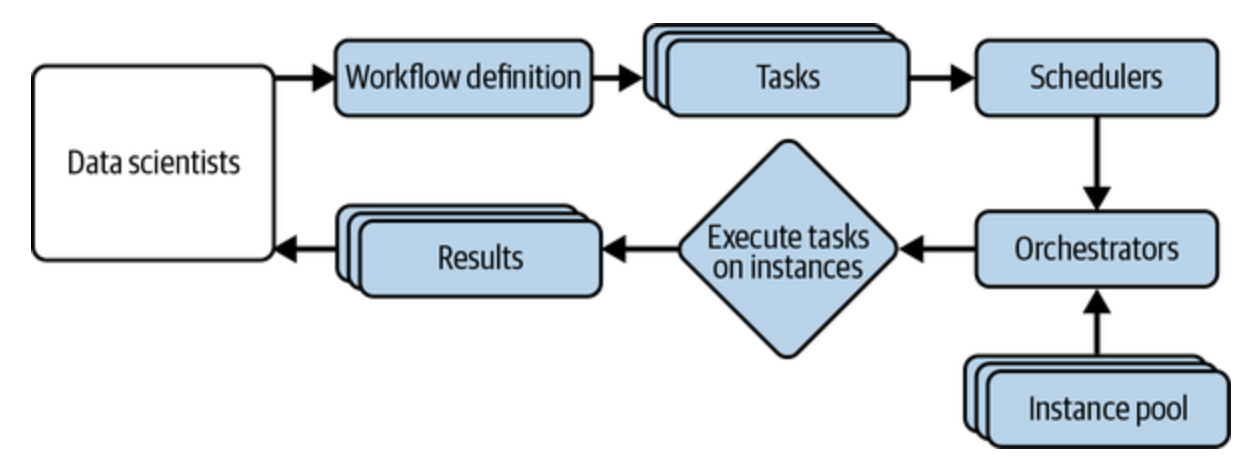 Data scientists
Workflow definition
Tasks
Schedulers
Orchestrators
Instance pool
Execute tasks
on instances
Results